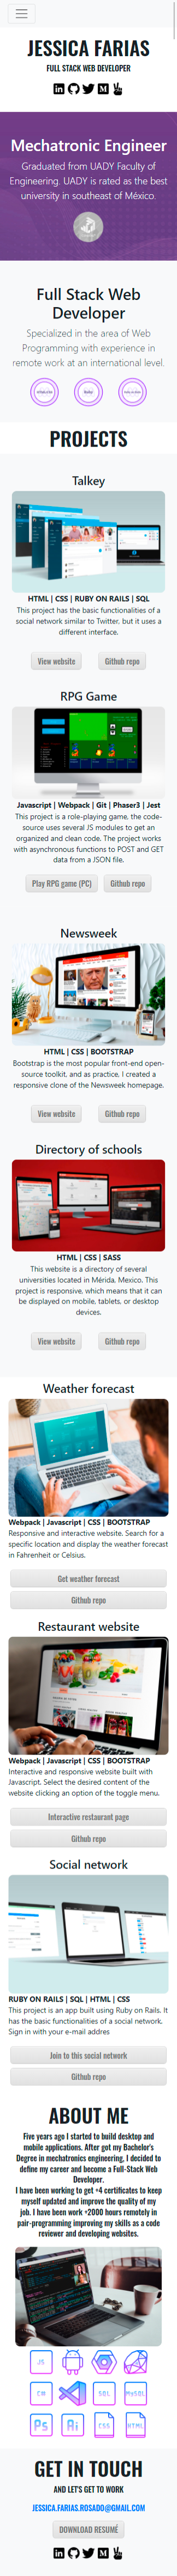 JESSICA FARIAS
FULL STACK WEB DEVELOPER
Mechatronic Engineer
Graduated from UADY Faculty of
Engineering. UADY is rated as the best
university in southeast of México.
Full Stack Web
Developer
Specialized in the area of Web
Programming with experience in
remote work at an international level.
PROJECTS
Talkey
HTML | CSS | RUBY ON RAILS | SQL
This project has the basic functionalities of a
social network similar to Twitter, but it uses a
different interface.
View website Github repo
RPG Game
Javascript | Webpack | Git | Phaser3 | Jest
This project is a role-playing game, the code-
source uses several JS modules to get an
organized and clean code. The project works
with asynchronous functions to POST and GET
data from a JSON file.
Play RPG game (PC) Github repo
Newsweek
HTML | CSS | BOOTSTRAP
Bootstrap is the most popular front-end open-
source toolkit, and as practice. I created a
responsive clone of the Newsweek homepage.
View website Github repo
Directory of schools
HTML | CSS | SASS
This website is a directory of several
universities located in Mérida, Mexico. This
project is responsive, which means that it can
be displayed on mobile, tablets, or desktop
devices.
View website Github repo
Weather forecast
Webpack | Javascript | CSS | BOOTSTRAP
Responsive and interactive website. Search for a
specific location and display the weather forecast
in Fahrenheit or Celsius.
Get weather forecast
Github repo
Restaurant website
Webpack | Javascript | CSS | BOOTSTRAP
Interactive and responsive website built with
Javascript. Select the desired content of the
website clicking an option of the toggle menu.
Interactive restaurant page
Github repo
Social network
RUBY ON RAILS | SQL | HTML | CSS
This project is an app built using Ruby on Rails. It
has the basic functionalities of a social network.
Sign in with your e-mail addres
Join to this social network
Github repo
ABOUT ME
Five years ago I started to build desktop and
mobile applications. After got my Bachelor's
Degree in mechatronics engineering, I decided to
define my career and become a Full-Stack Web
Developer.
I have been working to get +4 certificates to keep
myself updated and improve the quality of my
job. I have been work +2000 hours remotely in
pair-programming improving my skills as a code
reviewer and developing websites.
JS
C# SQL MySQL
Ps Ai CSS HTML
GET IN TOUCH
AND LET'S GET TO WORK
JESSICA.FARIAS.ROSADO@GMAIL.COM
DOWNLOAD RESUMÉ